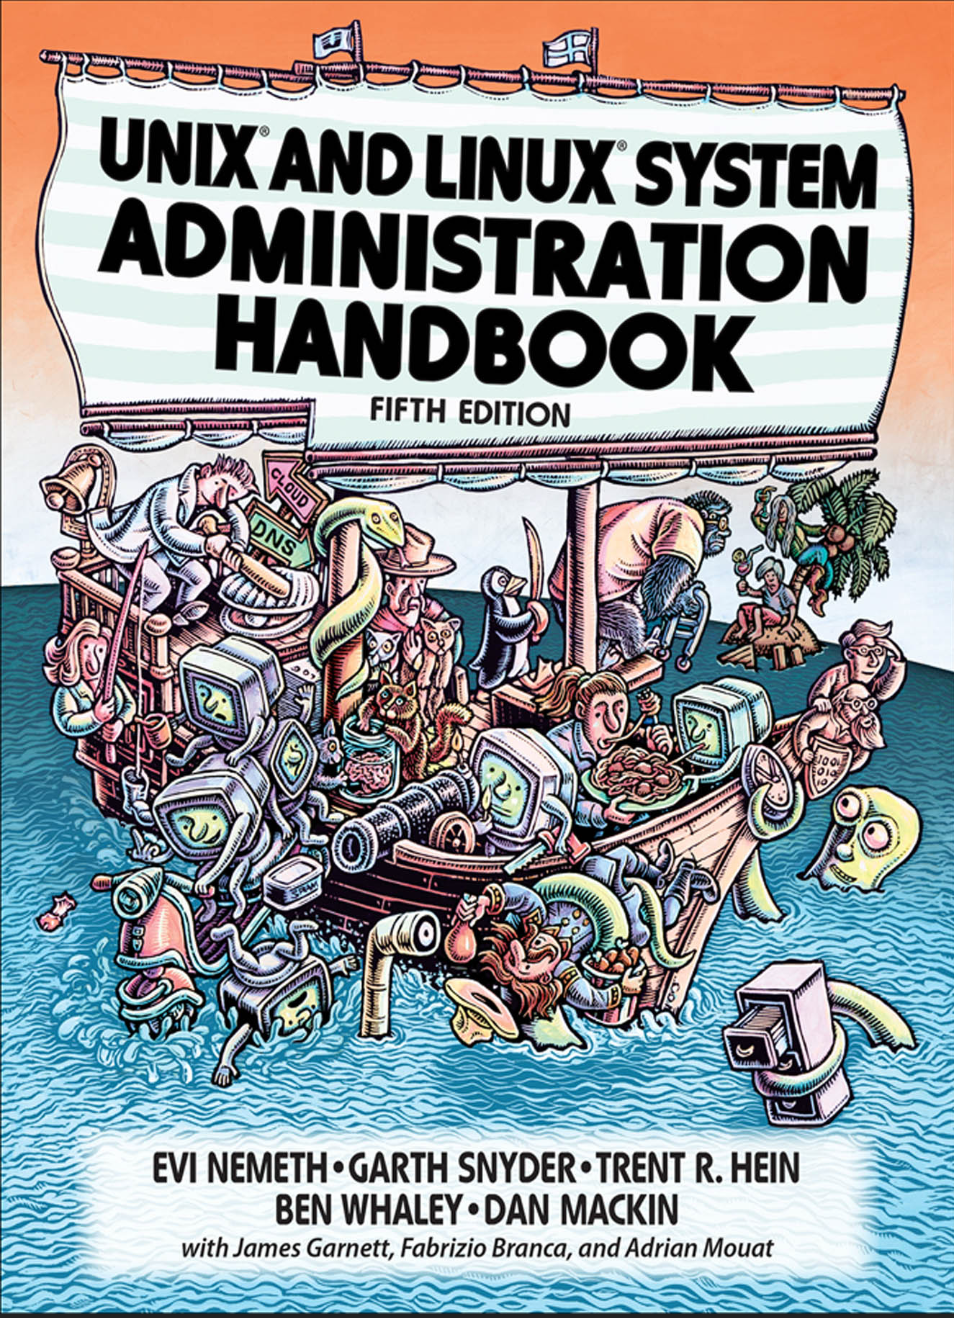 UNIX® AND LINUX® SYSTEM
ADMINISTRATION
HANDBOOK
FIFTH EDITION
CLOUD
DNS
SPAM
EVI NEMETH • GARTH SNYDER • TRENT R. HEIN
BEN WHALEY • DAN MACKIN
with James Garnett, Fabrizio Branca, and Adrian Mouat